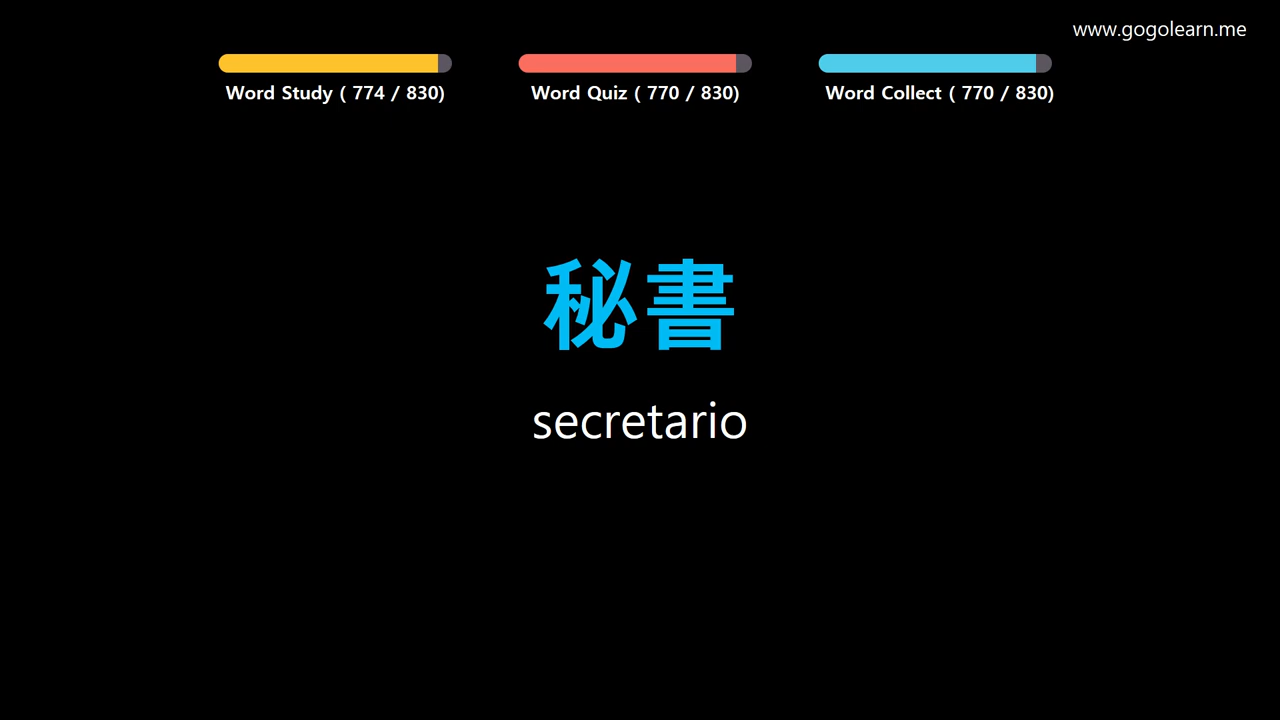 www.gogolearn.me
Word Study ( 774 / 830)
Word Quiz ( 770 / 830)
Word Collect ( 770 / 830)
秘書
secretario